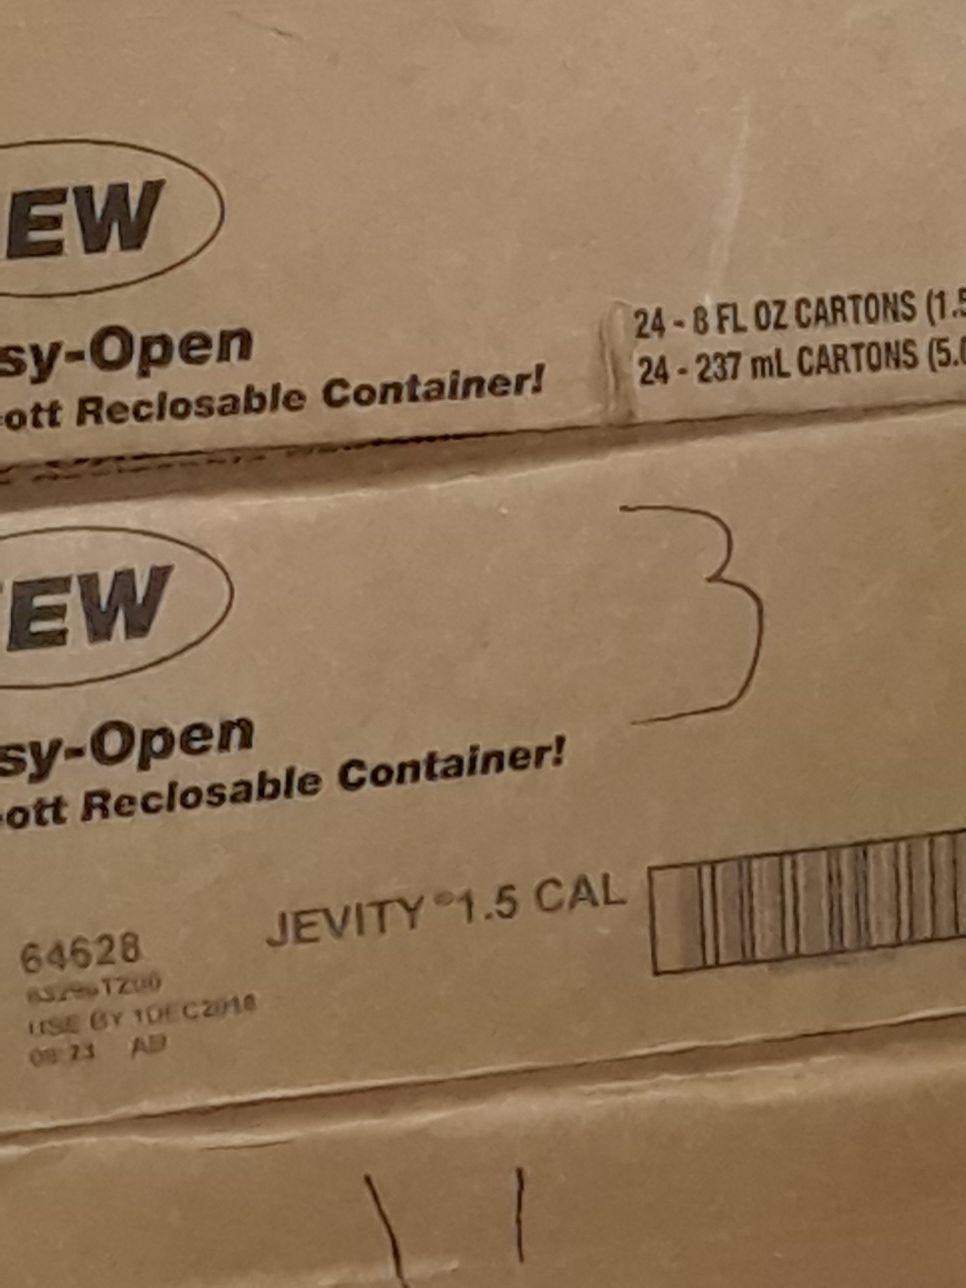 EW
sy-Open
-ott Reclosable Container!
24 - 8 FL OZ CARTONS (1.5
24 - 237 mL CARTONS (5.
3
EW
sy-Open
-ott Reclosable Container!
JEVITY ® 1.5 CAL
64628
USE BY 1DEC2018